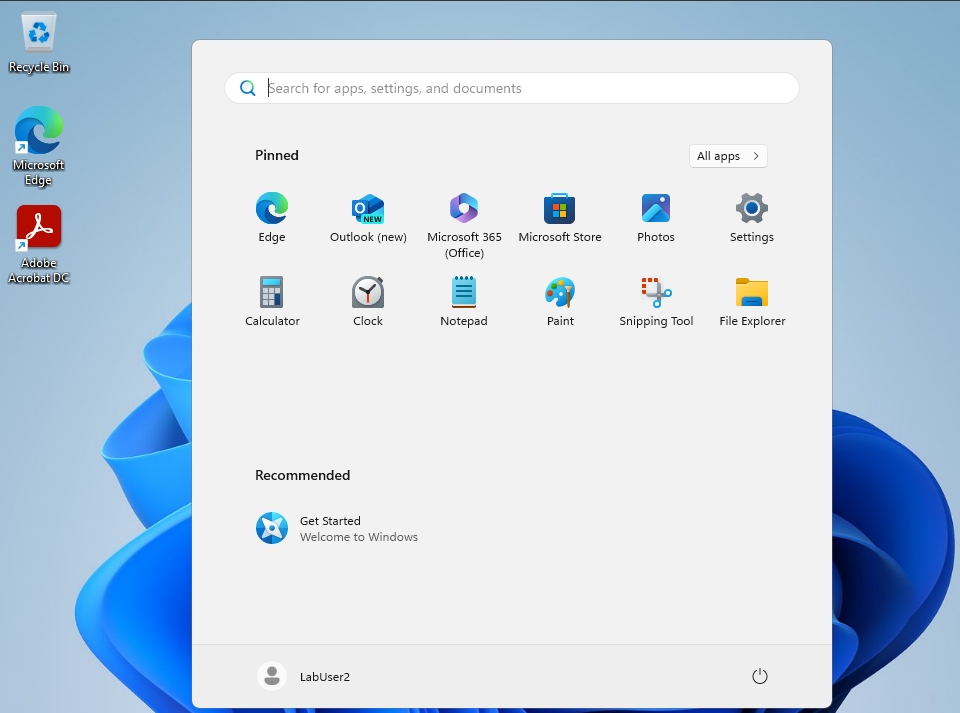 Recycle Bin
Microsoft
Edge
Adobe
Acrobat DC
Search for apps, settings, and documents
Pinned
All apps
Edge
Outlook (new)
Microsoft 365
(Office)
Microsoft Store
Photos
Settings
NEW
Calculator
Clock
Notepad
Paint
Snipping Tool
File Explorer
Recommended
Get Started
Welcome to Windows
LabUser2